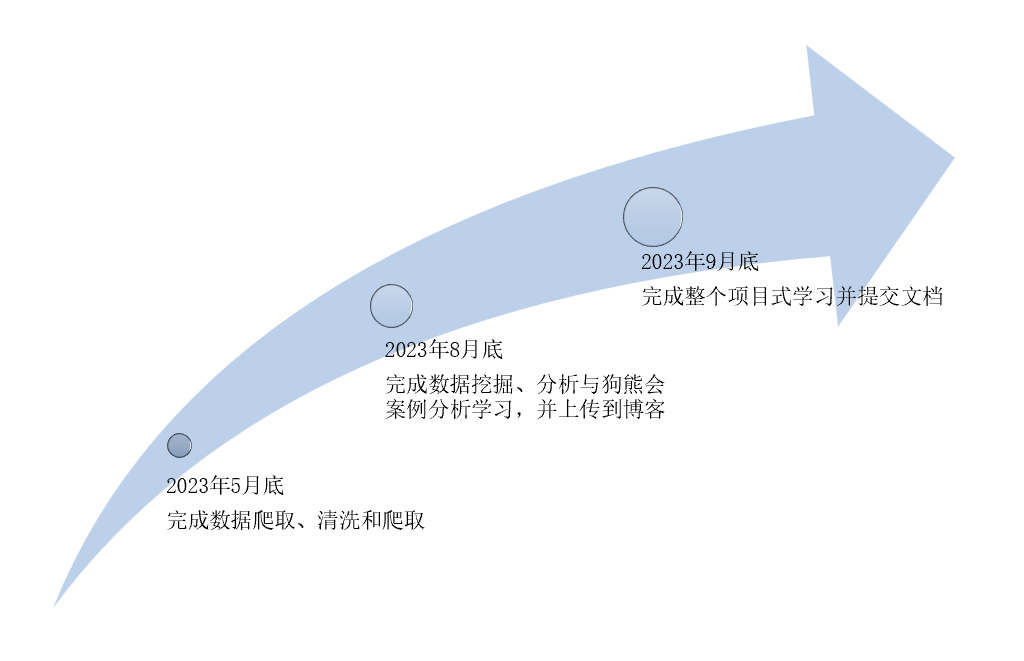 2023年9月底
完成整个项目式学习并提交文档
2023年8月底
完成数据挖掘、分析与狗熊会
案例分析学习，并上传到博客
2023年5月底
完成数据爬取、清洗和爬取